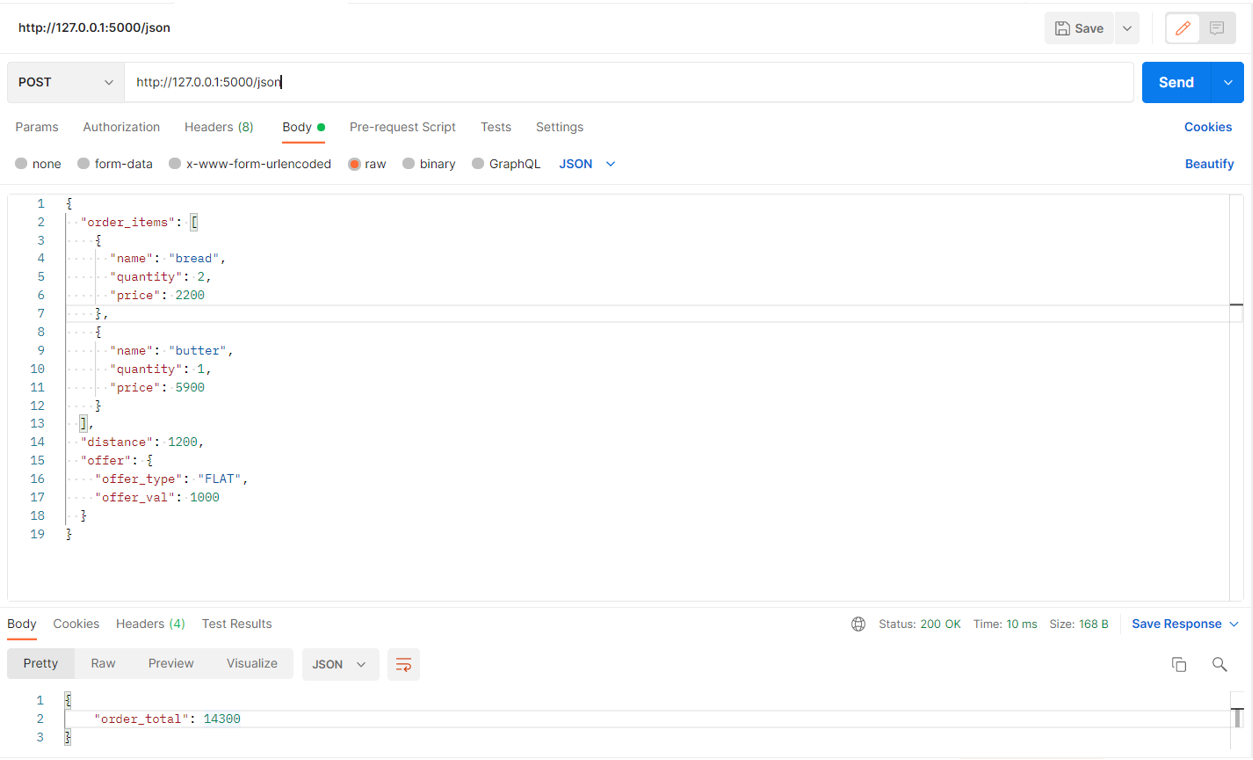 http://127.0.0.1:5000/json
Save
POST
http://127.0.0.1:5000/json
Send
Params Authorization Headers (8) Body Pre-request Script Tests Settings Cookies
none form-data x-www-form-urlencoded raw binary GraphQL JSON Beautify
1 {
2 "order_items": [
3 {
4 "name": "bread",
5 "quantity": 2,
6 "price": 2200
7 },
8 {
9 "name": "butter",
10 "quantity": 1,
11 "price": 5900
12 }
13 ],
14 "distance": 1200,
15 "offer": {
16 "offer_type": "FLAT",
17 "offer_val": 1000
18 }
19 }
Body Cookies Headers (4) Test Results Status: 200 OK Time: 10 ms Size: 168 B Save Response
Pretty Raw Preview Visualize JSON
1 {
2 "order_total": 14300
3 }